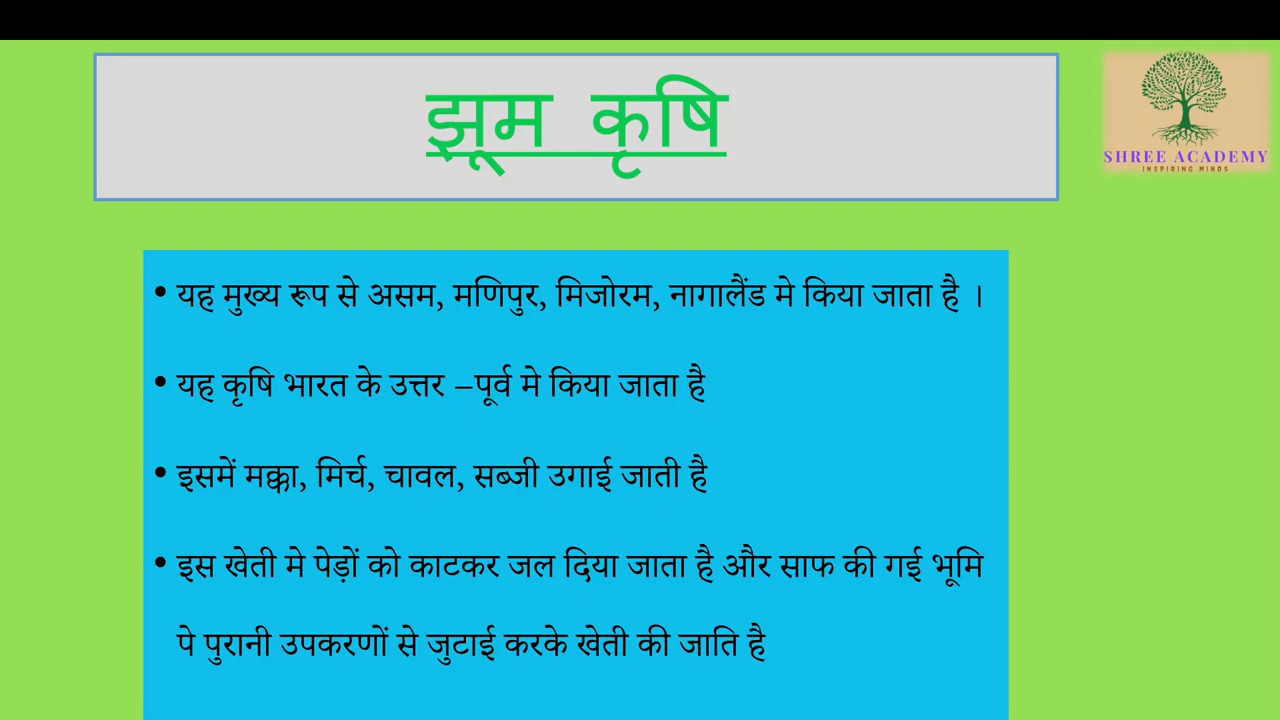 झूम कृषि
SHREE ACADEMY
INSPIRING MINDS
• यह मुख्य रूप से असम, मणिपुर, मिजोरम, नागालैंड मे किया जाता है ।
• यह कृषि भारत के उत्तर –पूर्व मे किया जाता है
• इसमें मक्का, मिर्च, चावल, सब्जी उगाई जाती है
• इस खेती मे पेड़ों को काटकर जल दिया जाता है और साफ की गई भूमि
पे पुरानी उपकरणों से जुटाई करके खेती की जाति है